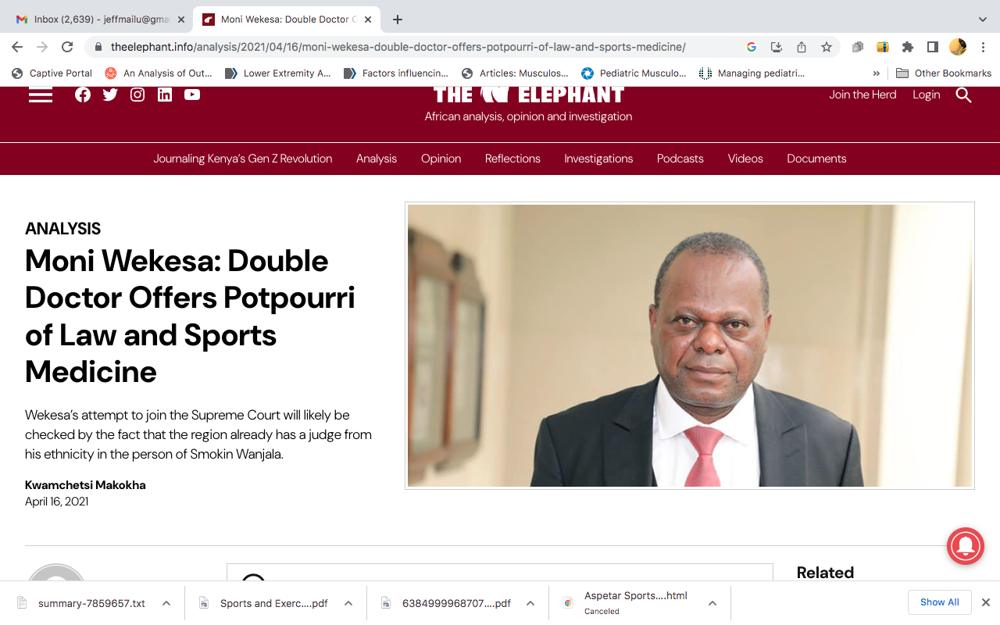 Inbox (2,639) - jeffmailu@gma
Moni Wekesa: Double Doctor O
theelephant.info/analysis/2021/04/16/moni-wekesa-double-doctor-offers-potpourri-of-law-and-sports-medicine/
Captive Portal
An Analysis of Out...
Lower Extremity A...
Factors influencin...
Articles: Musculos...
Pediatric Musculo...
Managing pediatri...
»
Other Bookmarks
THE ELEPHANT
African analysis, opinion and investigation
Join the Herd
Login
Journaling Kenya's Gen Z Revolution
Analysis
Opinion
Reflections
Investigations
Podcasts
Videos
Documents
ANALYSIS
Moni Wekesa: Double
Doctor Offers Potpourri
of Law and Sports
Medicine
Wekesa's attempt to join the Supreme Court will likely be
checked by the fact that the region already has a judge from
his ethnicity in the person of Smokin Wanjala.
Kwamchetsi Makokha
April 16, 2021
Related
summary-7859657.txt
Sports and Exerc....pdf
6384999968707....pdf
Aspetar Sports....html
Canceled
Show All